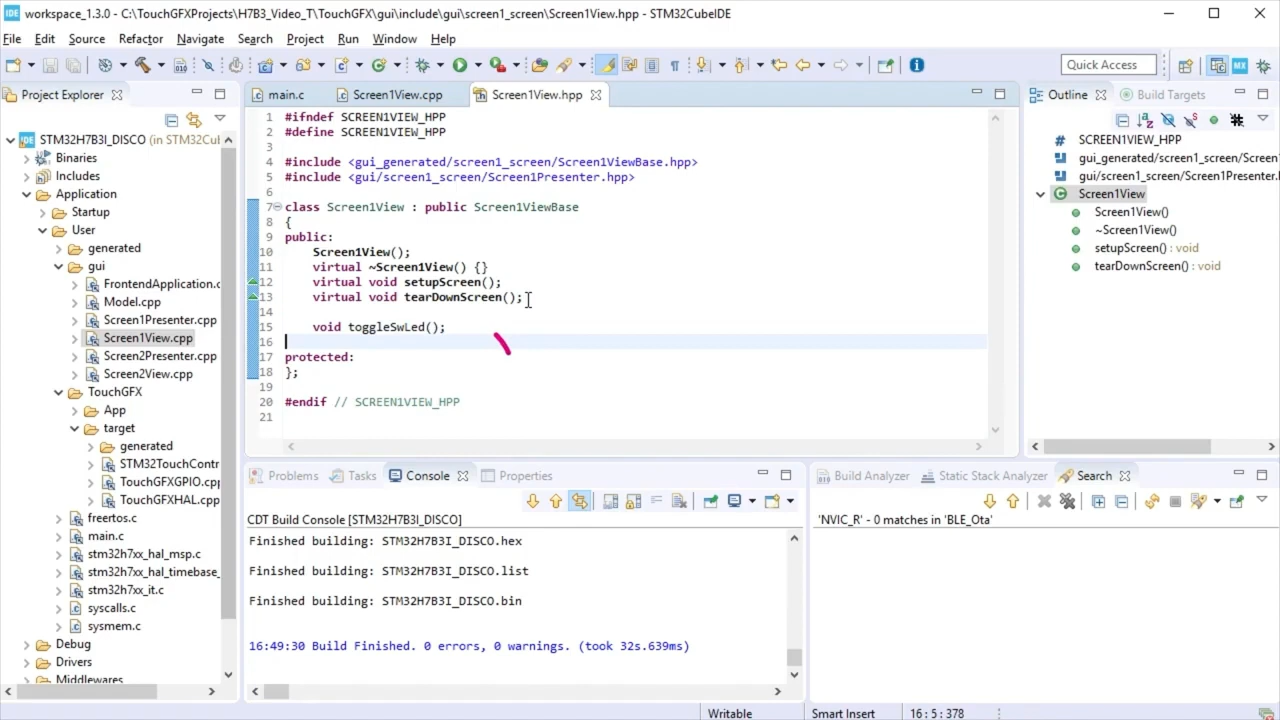 IDE workspace_1.3.0 - C:\TouchGFXProjects\H7B3_Video_T\TouchGFX\gui\include\gui\screen1_screen\Screen1View.hpp - STM32CubeIDE
File Edit Source Refactor Navigate Search Project Run Window Help
Quick Access
Project Explorer
main.c
Screen1View.cpp
Screen1View.hpp
Outline
Build Targets
IDE STM32H7B3I_DISCO (in STM32Cul
Binaries
Includes
Application
Startup
User
generated
gui
FrontendApplication.c
Model.cpp
Screen1Presenter.cpp
Screen1View.cpp
Screen2Presenter.cpp
Screen2View.cpp
TouchGFX
App
target
generated
STM32TouchContr
TouchGFXGPIO.cp
TouchGFXHAL.cpp
freertos.c
main.c
stm32h7xx_hal_msp.c
stm32h7xx_hal_timebase_
stm32h7xx_it.c
syscalls.c
sysmem.c
Debug
Drivers
Middlewares
1 #ifndef SCREEN1VIEW_HPP
2 #define SCREEN1VIEW_HPP
3
4 #include <gui_generated/screen1_screen/Screen1ViewBase.hpp>
5 #include <gui/screen1_screen/Screen1Presenter.hpp>
6
7 class Screen1View : public Screen1ViewBase
8 {
9 public:
10 Screen1View();
11 virtual ~Screen1View() {}
12 virtual void setupScreen();
13 virtual void tearDownScreen();
14
15 void toggleSwLed();
16
17 protected:
18 };
19
20 #endif // SCREEN1VIEW_HPP
21
# SCREEN1VIEW_HPP
gui_generated/screen1_screen/Screen
gui/screen1_screen/Screen1Presenter.
Screen1View
Screen1View()
~Screen1View()
setupScreen() : void
tearDownScreen() : void
Problems Tasks Console Properties
CDT Build Console [STM32H7B3I_DISCO]
Finished building: STM32H7B3I_DISCO.hex
Finished building: STM32H7B3I_DISCO.list
Finished building: STM32H7B3I_DISCO.bin
16:49:30 Build Finished. 0 errors, 0 warnings. (took 32s.639ms)
Build Analyzer Static Stack Analyzer Search
'NVIC_R' - 0 matches in 'BLE_Ota'
Writable Smart Insert 16 : 5 : 378